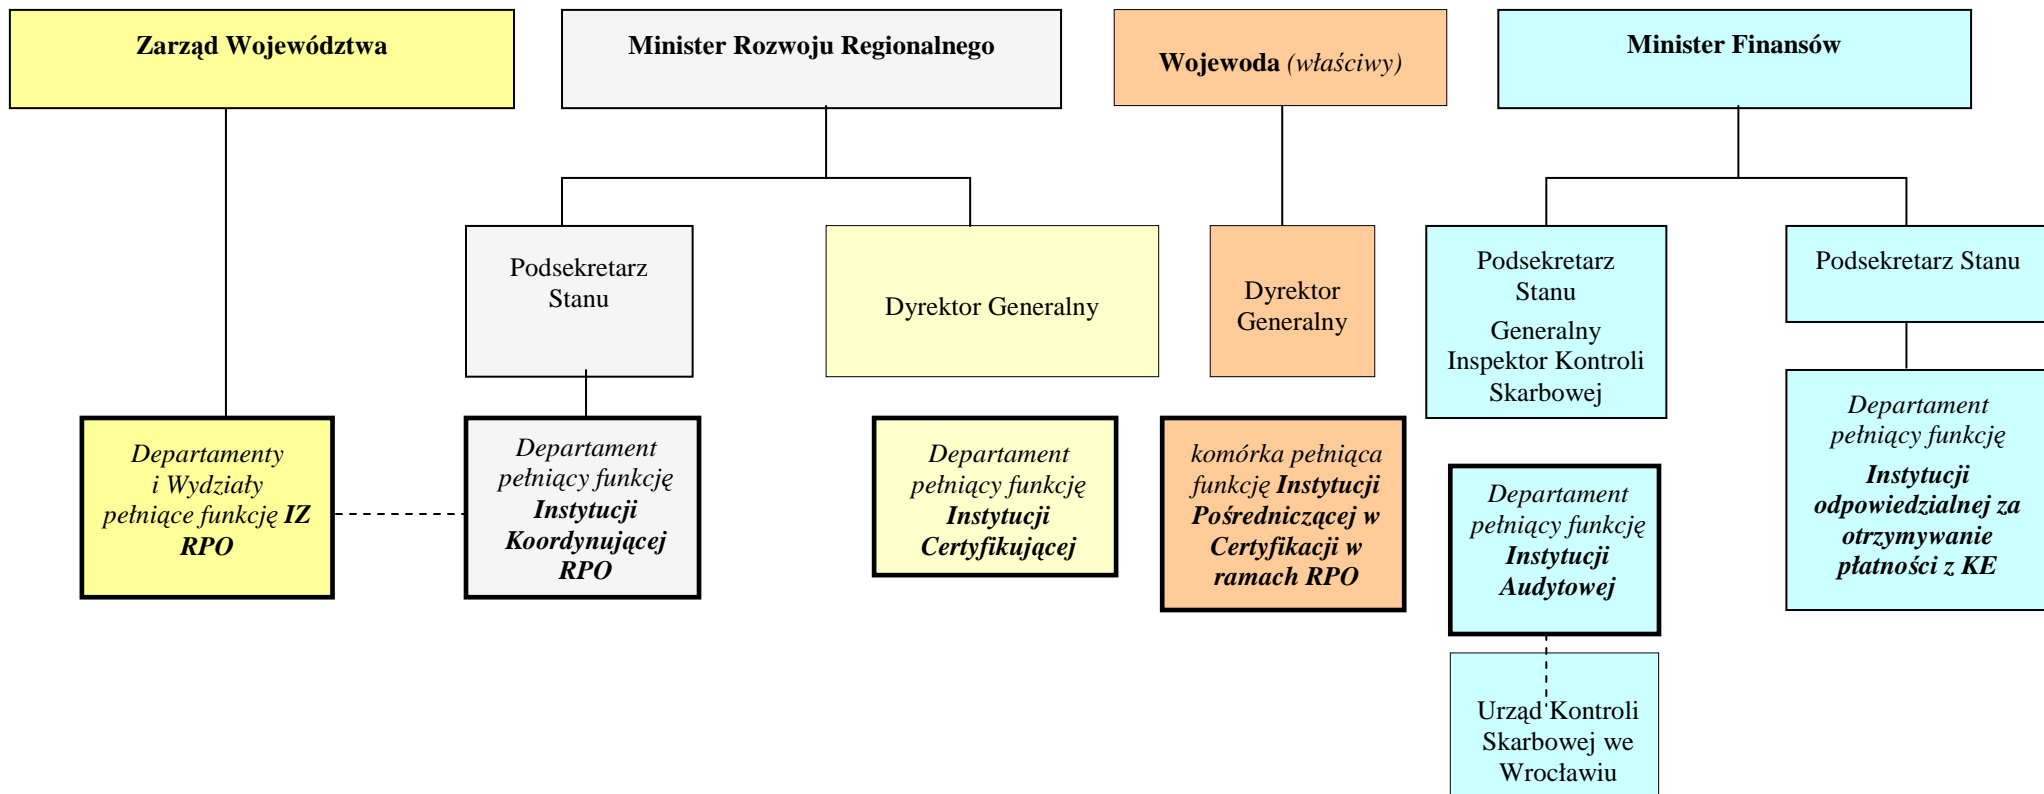 Zarząd Województwa
Minister Rozwoju Regionalnego
Wojewoda (właściwy)
Minister Finansów
Podsekretarz
Stanu
Dyrektor Generalny
Dyrektor
Generalny
Podsekretarz
Stanu
Generalny
Inspektor Kontroli
Skarbowej
Podsekretarz Stanu
Departamenty
i Wydziały
pełniące funkcję IZ
RPO
Departament
pełniący funkcję
Instytucji
Koordynującej
RPO
Departament
pełniący funkcję
Instytucji
Certyfikującej
komórka pełniąca
funkcję Instytucji
Pośredniczącej w
Certyfikacji w
ramach RPO
Departament
pełniący funkcję
Instytucji
Audytowej
Departament
pełniący funkcję
Instytucji
odpowiedzialnej za
otrzymywanie
płatności z KE
Urząd Kontroli
Skarbowej we
Wrocławiu